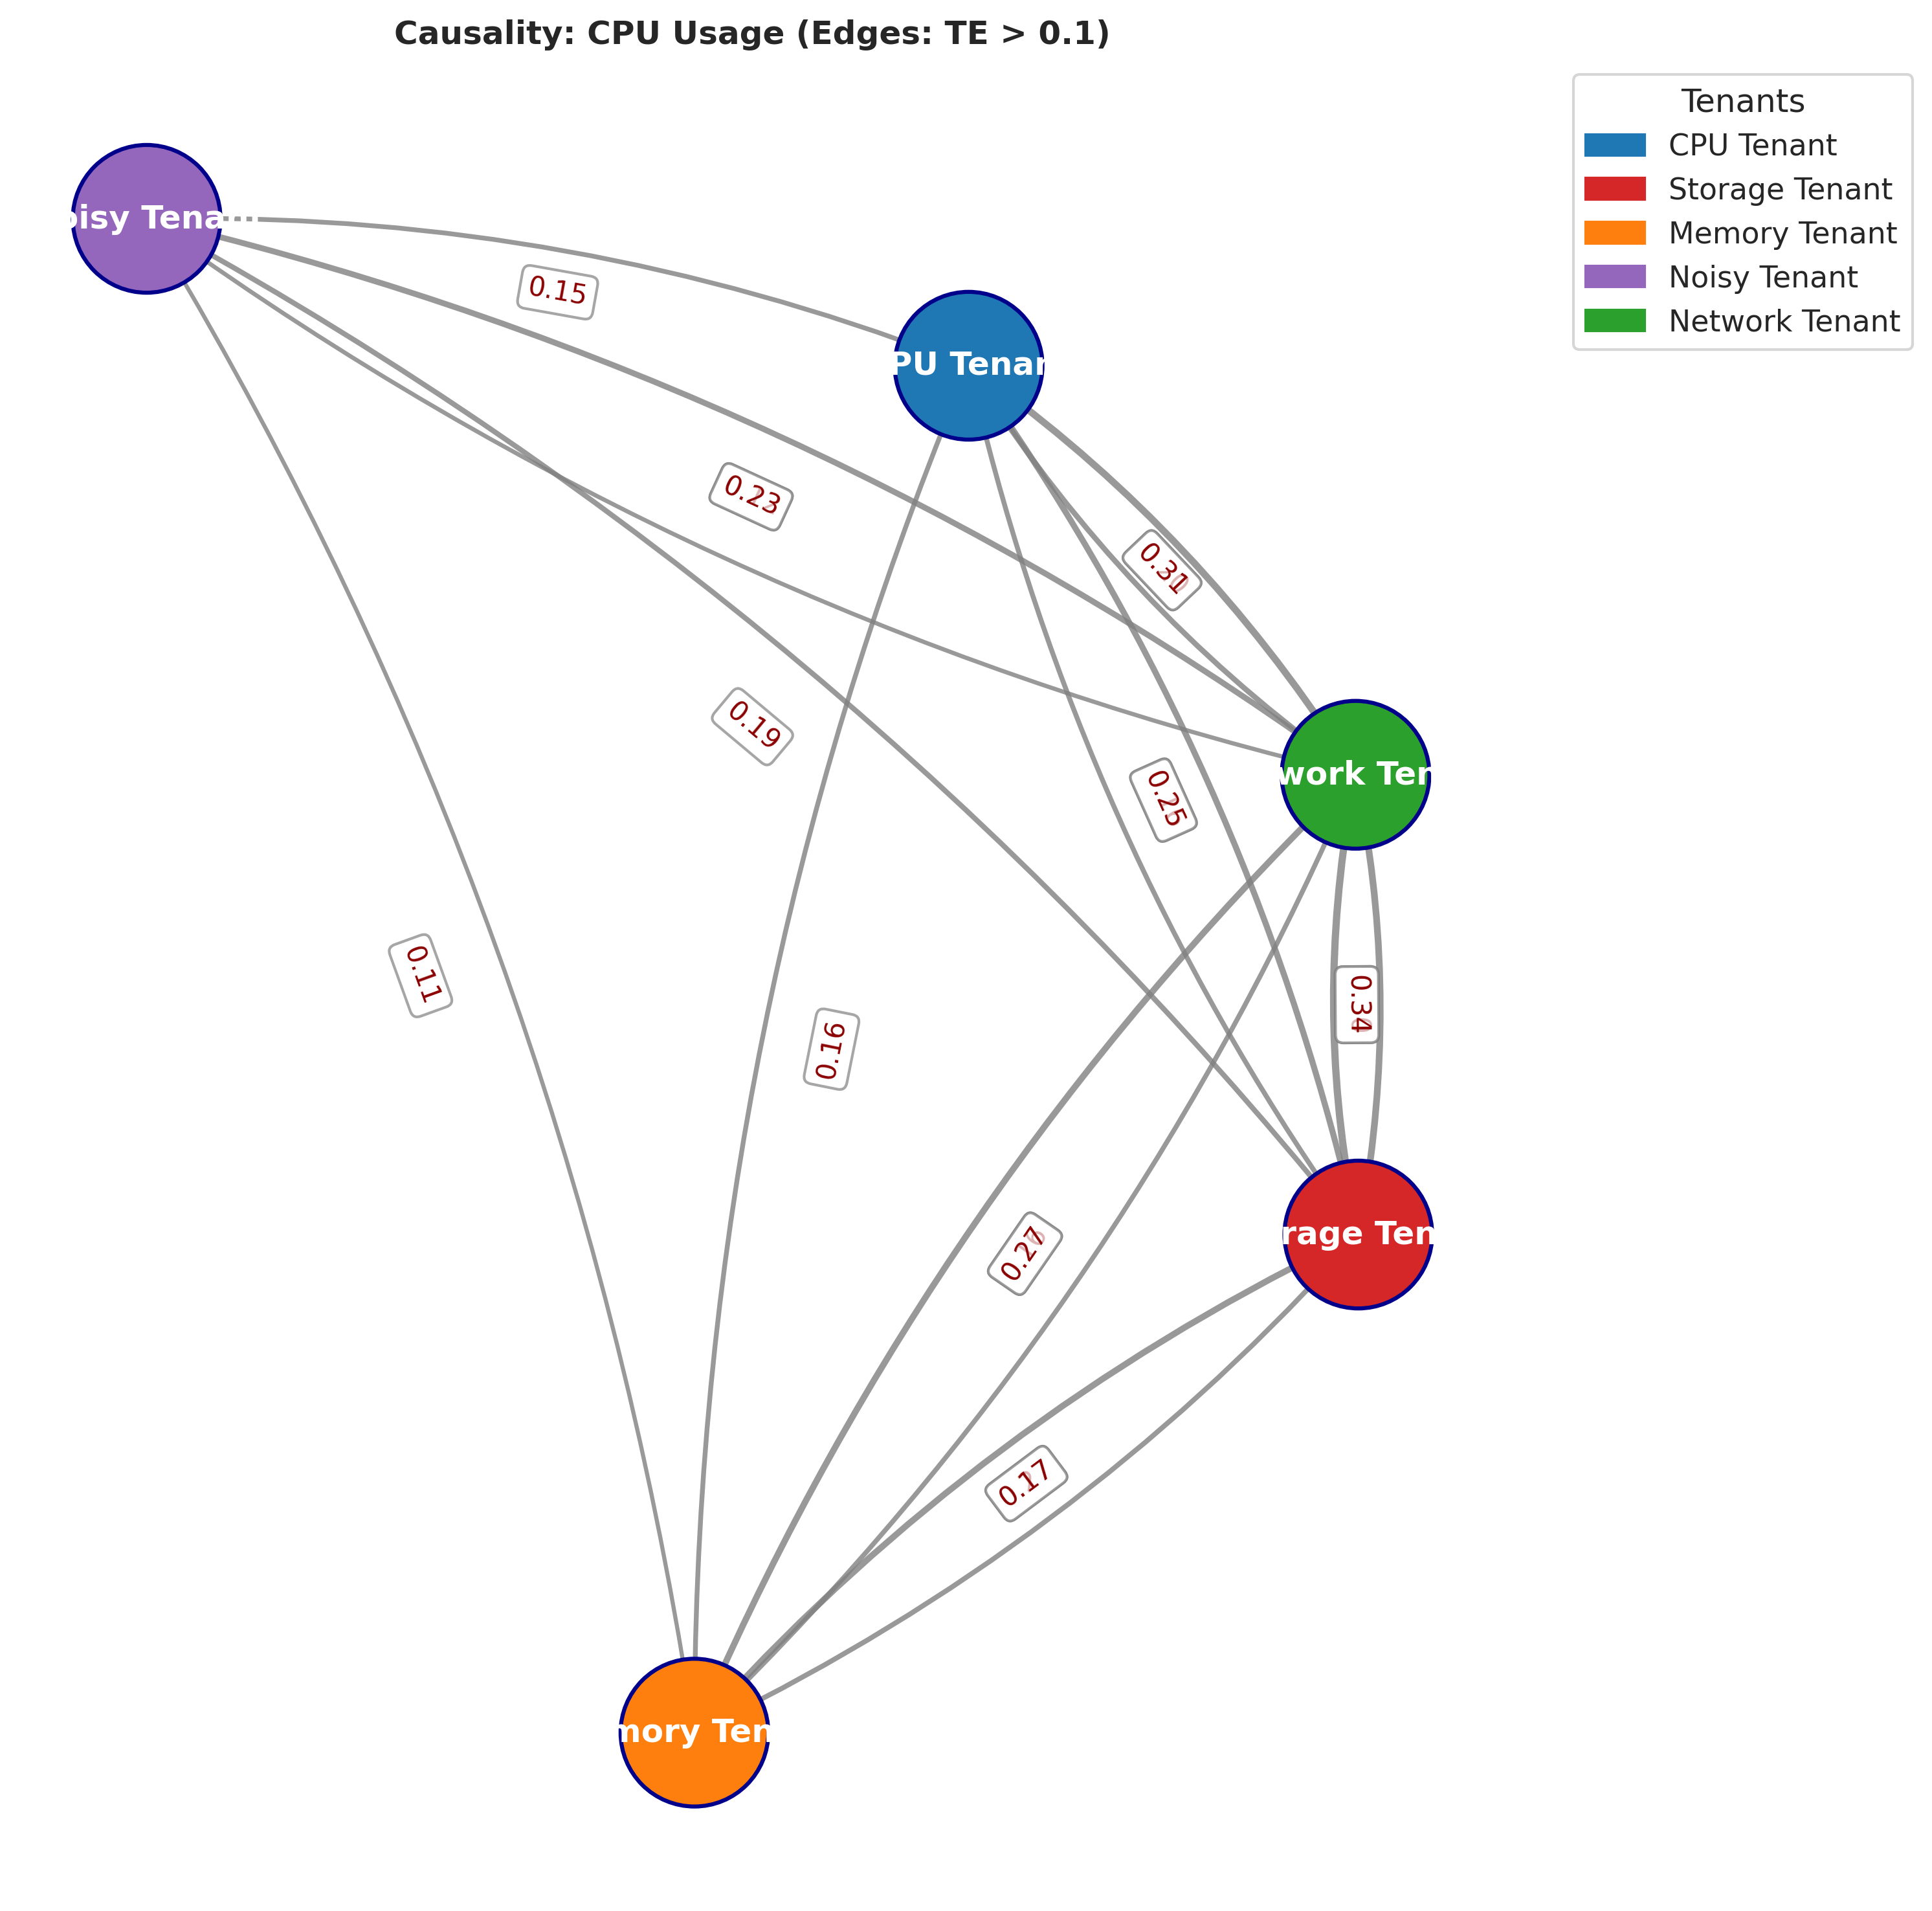 Causality: CPU Usage (Edges: TE > 0.1)
Tenants
CPU Tenant
Storage Tenant
Memory Tenant
Noisy Tenant
Network Tenant
oisy Tena
0.15
PU Tenan
0.23
0.31
0.19
work Ten
0.25
0.11
0.34
0.16
rage Ten
0.27
0.17
mory Ten